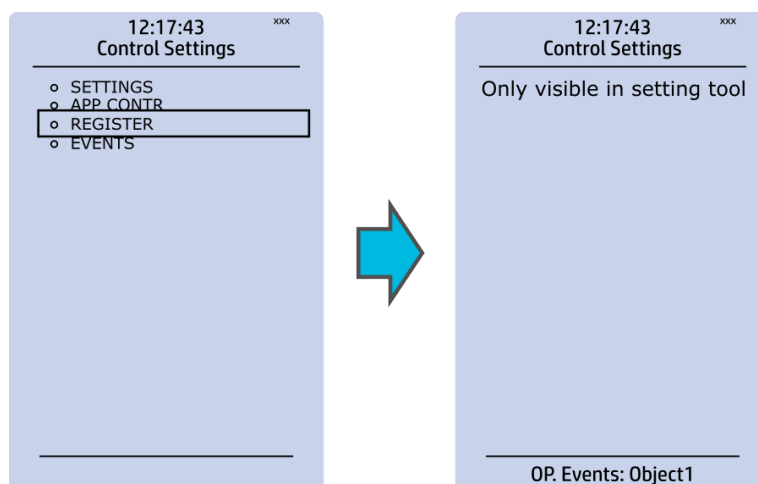 12:17:43 xxx
Control Settings
SETTINGS
APP CONTR
REGISTER
EVENTS
12:17:43 xxx
Control Settings
Only visible in setting tool
OP. Events: Object1